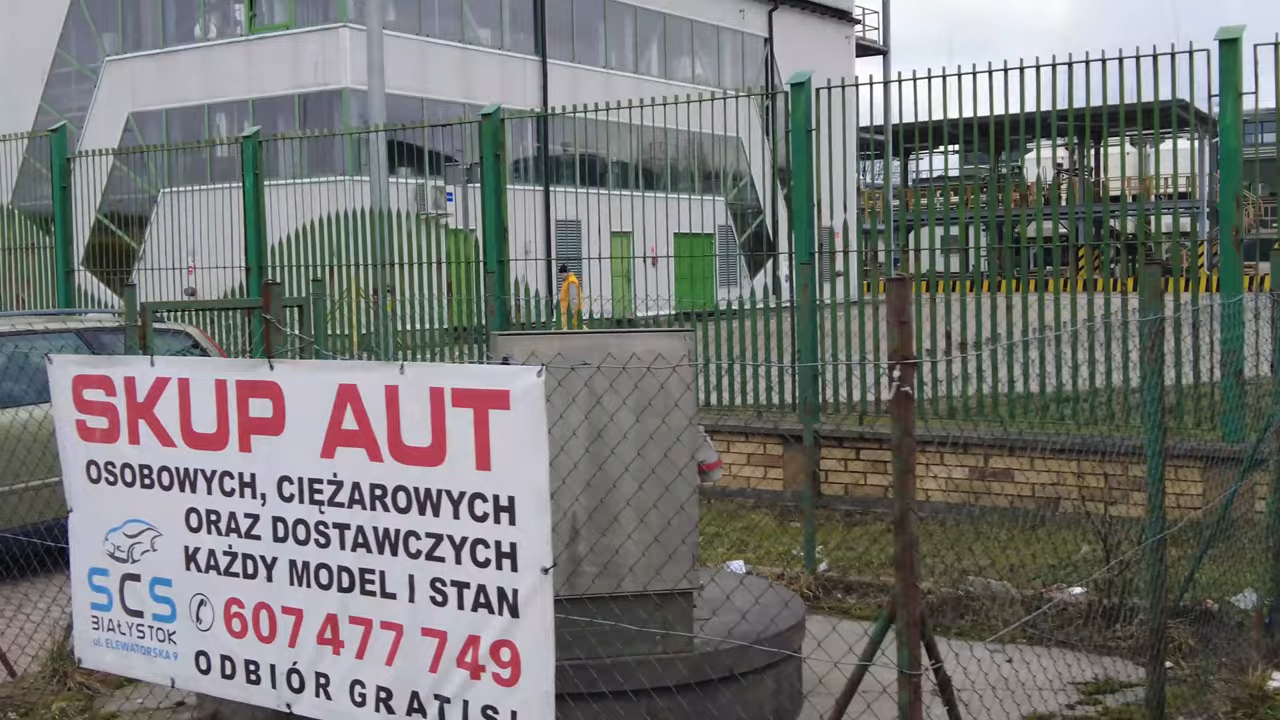 SKUP AUT
OSOBOWYCH, CIĘŻAROWYCH
ORAZ DOSTAWCZYCH
KAŻDY MODEL I STAN
SCS
BIAŁYSTOK
ul. ELEWATORSKA 9
607 477 749
ODBIÓR GRATIS!